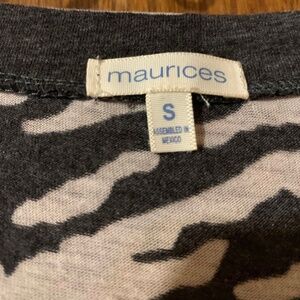 maurices
S
ASSEMBLED IN
MEXICO